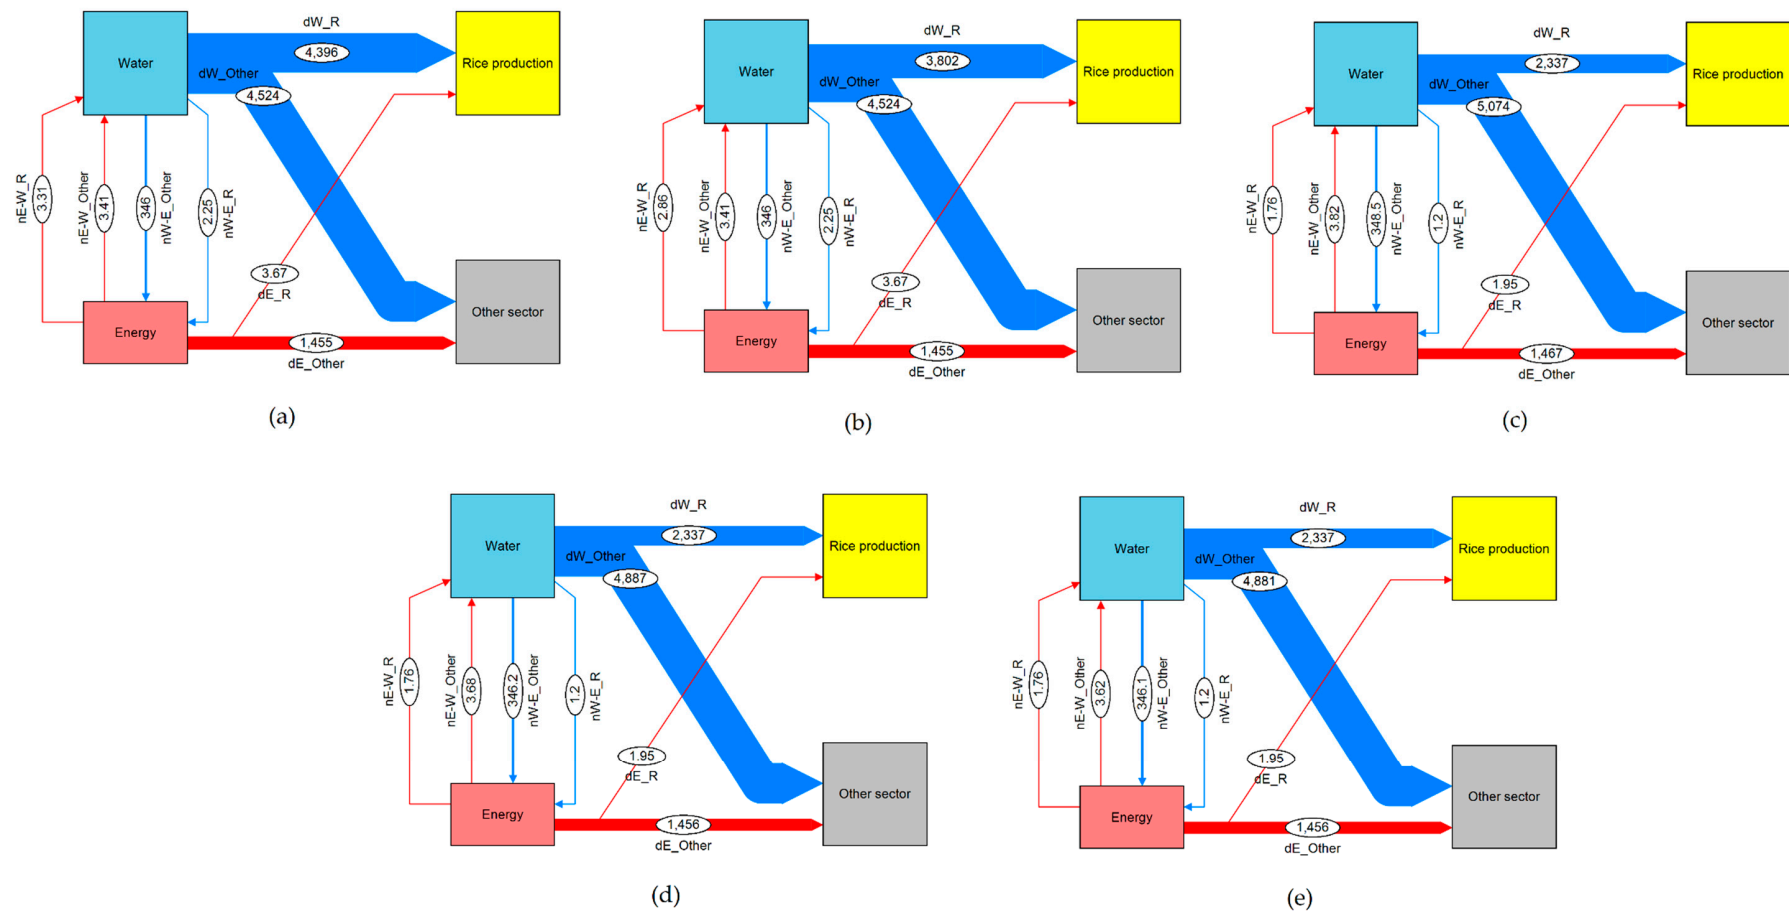 dW_R
Water
4,396
Rice production
dW_Other
4,524
nE-W_R
3.31
nE-W_Other
3.41
346
nW-E_Other
2.25
nW-E_R
3.67
dE_R
Other sector
Energy
1,455
dE_Other
(a)
dW_R
Water
3,802
Rice production
dW_Other
4,524
nE-W_R
2.86
nE-W_Other
3.41
346
nW-E_Other
2.25
nW-E_R
3.67
dE_R
Other sector
Energy
1,455
dE_Other
(b)
dW_R
Water
2,337
Rice production
dW_Other
5,074
nE-W_R
1.76
nE-W_Other
3.82
348.5
nW-E_Other
1.2
nW-E_R
1.95
dE_R
Other sector
Energy
1,467
dE_Other
(c)
dW_R
Water
2,337
Rice production
dW_Other
4,887
nE-W_R
1.76
nE-W_Other
3.68
346.2
nW-E_Other
1.2
nW-E_R
1.95
dE_R
Other sector
Energy
1,456
dE_Other
(d)
dW_R
Water
2,337
Rice production
dW_Other
4,881
nE-W_R
1.76
nE-W_Other
3.62
346.1
nW-E_Other
1.2
nW-E_R
1.95
dE_R
Other sector
Energy
1,456
dE_Other
(e)